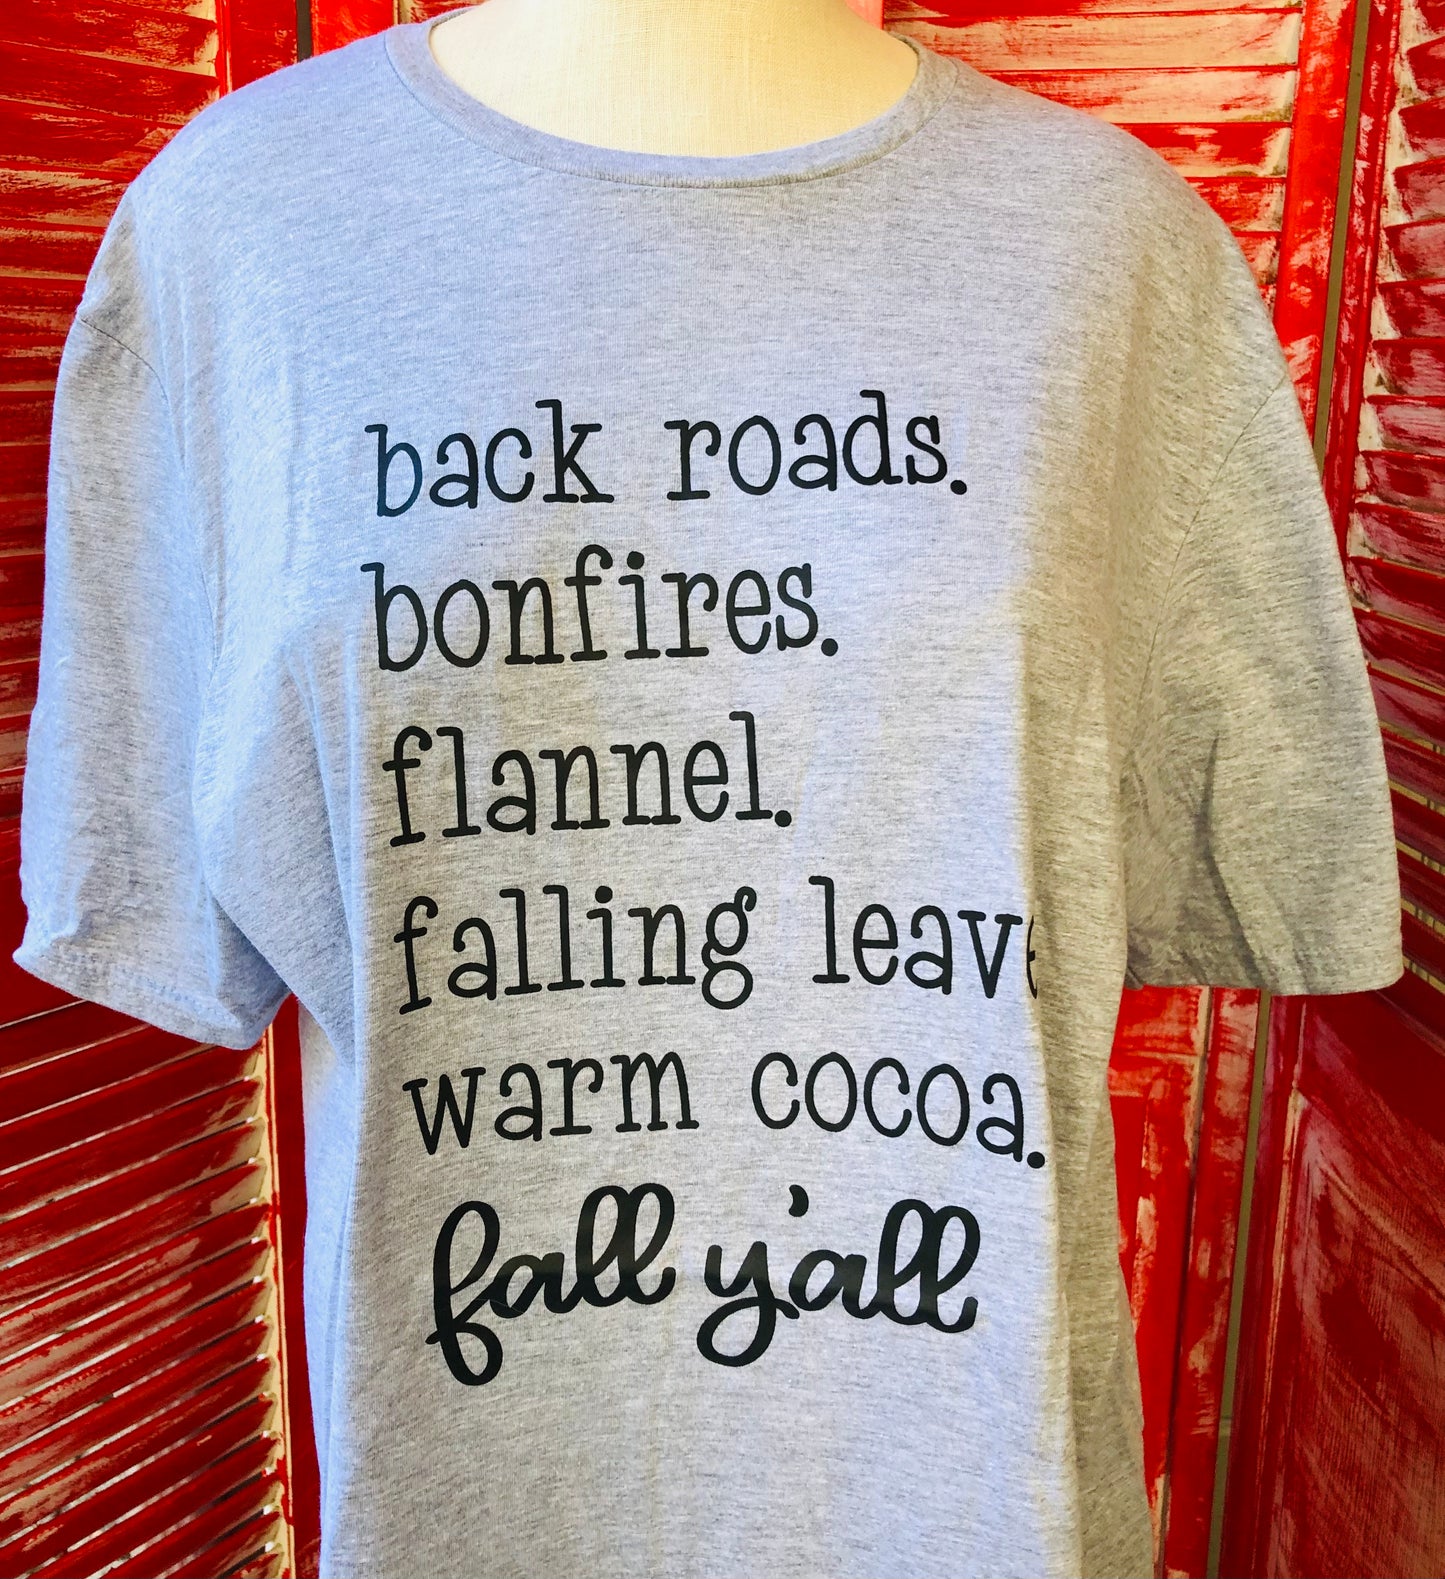 back roads.
bonfires.
flannel.
falling leave
warm cocoa.
fall y'all